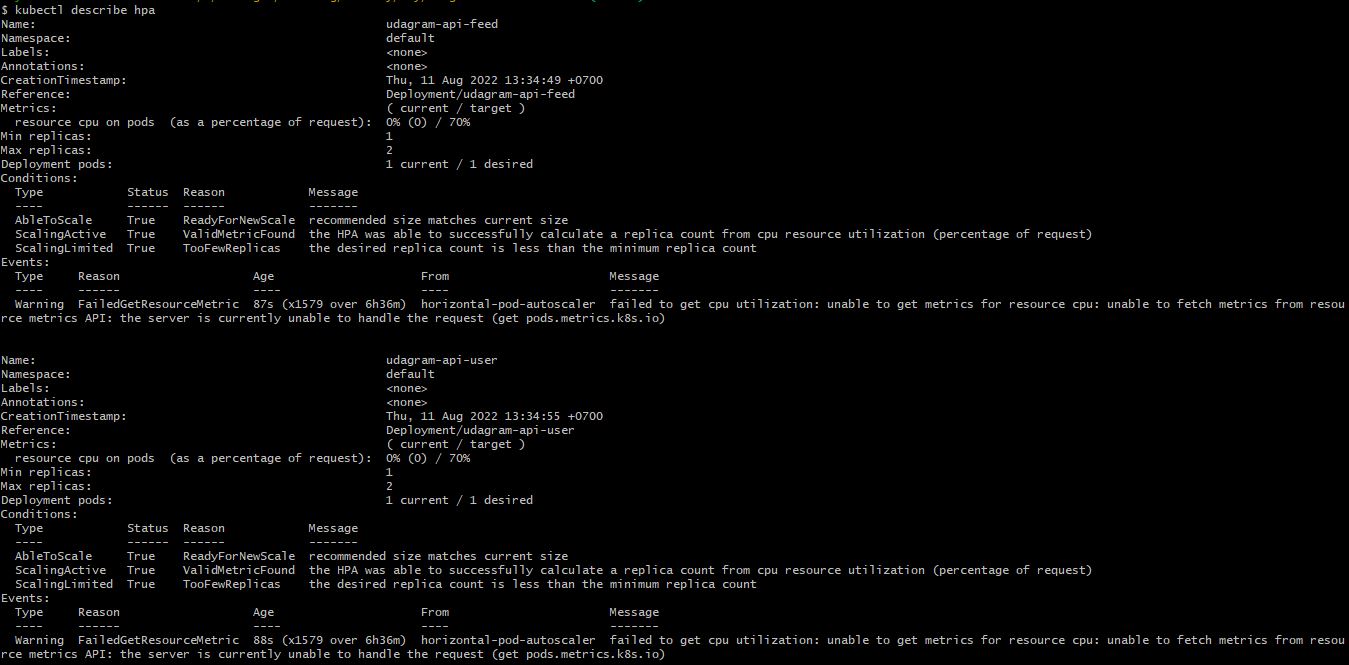 $ kubectl describe hpa
Name:                                                  udagram-api-feed
Namespace:                                             default
Labels:                                                <none>
Annotations:                                           <none>
CreationTimestamp:                                     Thu, 11 Aug 2022 13:34:49 +0700
Reference:                                             Deployment/udagram-api-feed
Metrics:                                               ( current / target )
  resource cpu on pods  (as a percentage of request):  0% (0) / 70%
Min replicas:                                          1
Max replicas:                                          2
Deployment pods:                                       1 current / 1 desired
Conditions:
  Type            Status  Reason            Message
  ----            ------  ------            -------
  AbleToScale     True    ReadyForNewScale  recommended size matches current size
  ScalingActive   True    ValidMetricFound  the HPA was able to successfully calculate a replica count from cpu resource utilization (percentage of request)
  ScalingLimited  True    TooFewReplicas    the desired replica count is less than the minimum replica count
Events:
  Type     Reason                   Age                     From                       Message
  ----     ------                   ----                    ----                       -------
  Warning  FailedGetResourceMetric  87s (x1579 over 6h36m)  horizontal-pod-autoscaler  failed to get cpu utilization: unable to get metrics for resource cpu: unable to fetch metrics from resou
rce metrics API: the server is currently unable to handle the request (get pods.metrics.k8s.io)
Name:                                                  udagram-api-user
Namespace:                                             default
Labels:                                                <none>
Annotations:                                           <none>
CreationTimestamp:                                     Thu, 11 Aug 2022 13:34:55 +0700
Reference:                                             Deployment/udagram-api-user
Metrics:                                               ( current / target )
  resource cpu on pods  (as a percentage of request):  0% (0) / 70%
Min replicas:                                          1
Max replicas:                                          2
Deployment pods:                                       1 current / 1 desired
Conditions:
  Type            Status  Reason            Message
  ----            ------  ------            -------
  AbleToScale     True    ReadyForNewScale  recommended size matches current size
  ScalingActive   True    ValidMetricFound  the HPA was able to successfully calculate a replica count from cpu resource utilization (percentage of request)
  ScalingLimited  True    TooFewReplicas    the desired replica count is less than the minimum replica count
Events:
  Type     Reason                   Age                     From                       Message
  ----     ------                   ----                    ----                       -------
  Warning  FailedGetResourceMetric  88s (x1579 over 6h36m)  horizontal-pod-autoscaler  failed to get cpu utilization: unable to get metrics for resource cpu: unable to fetch metrics from resou
rce metrics API: the server is currently unable to handle the request (get pods.metrics.k8s.io)